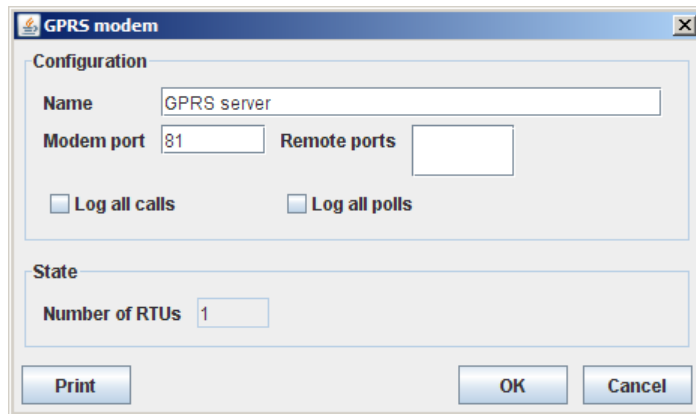 GPRS modem
Configuration
Name GPRS server
Modem port 81 Remote ports
Log all calls Log all polls
State
Number of RTUs 1
Print OK Cancel